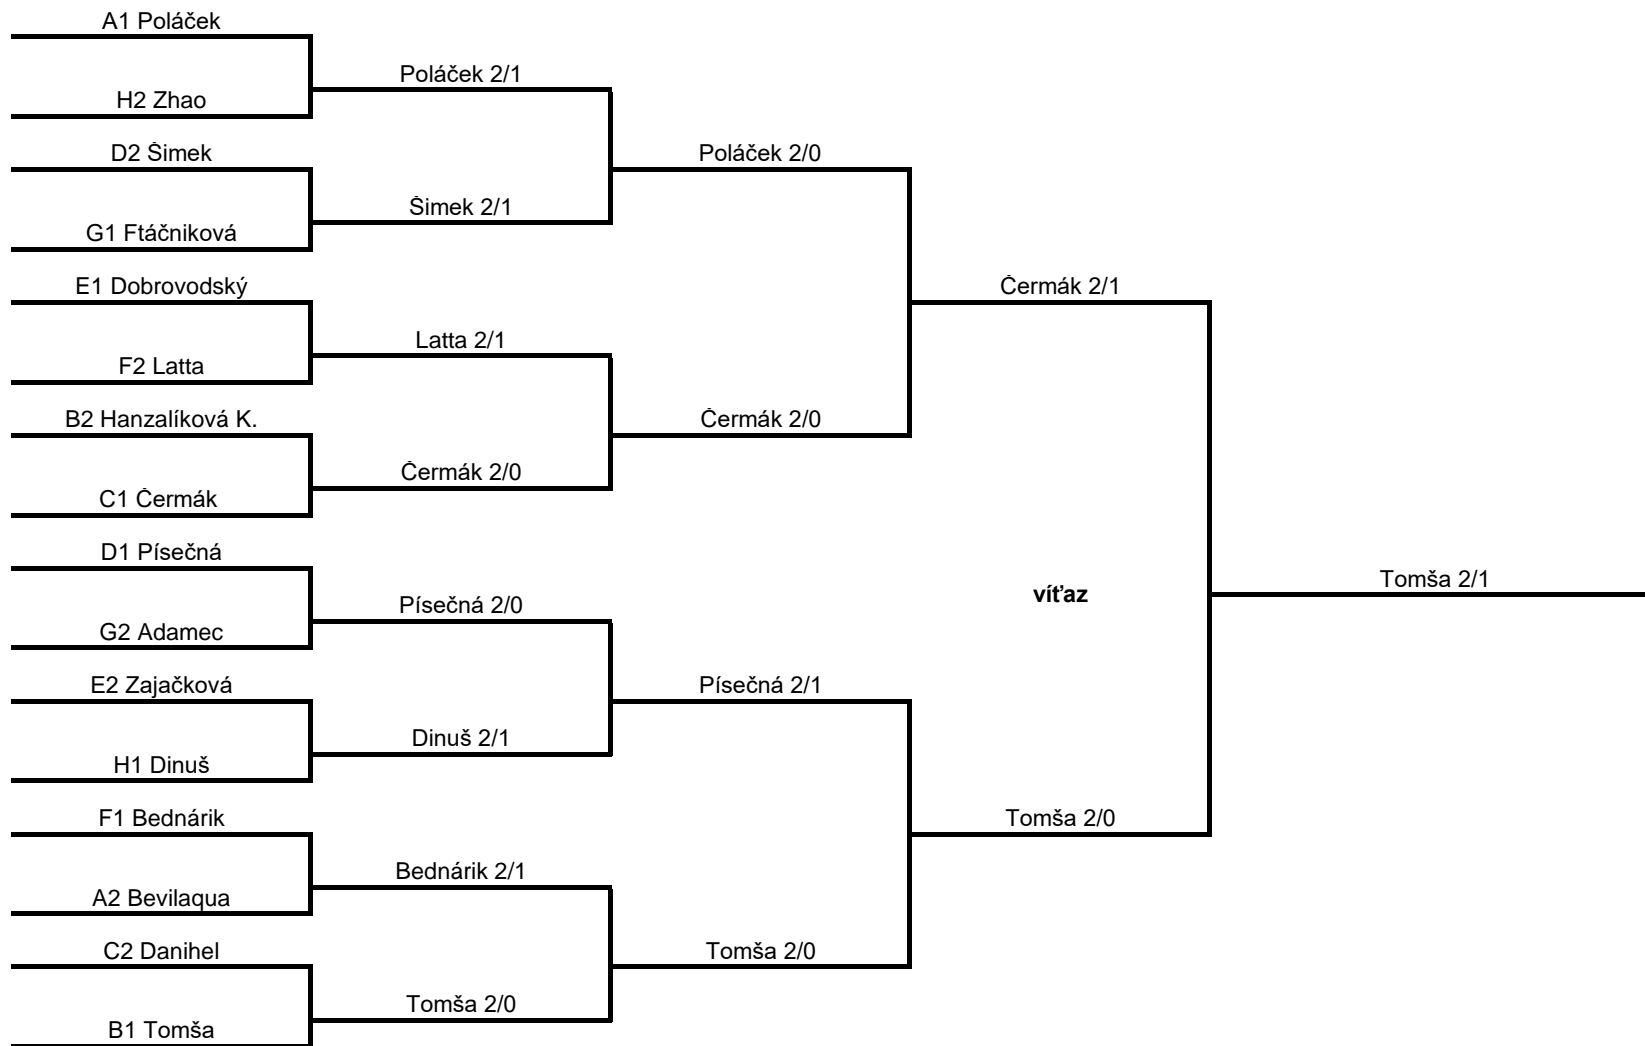 A1 Poláček
Poláček 2/1
H2 Zhao
D2 Šimek
Poláček 2/0
Šimek 2/1
G1 Ftáčniková
E1 Dobrovodský
Čermák 2/1
Latta 2/1
F2 Latta
B2 Hanzalíková K.
Čermák 2/0
Čermák 2/0
C1 Čermák
D1 Písečná
Tomša 2/1
víťaz
Písečná 2/0
G2 Adamec
E2 Zajačková
Písečná 2/1
Dinuš 2/1
H1 Dinuš
F1 Bednárik
Tomša 2/0
Bednárik 2/1
A2 Bevilaqua
C2 Danihel
Tomša 2/0
Tomša 2/0
B1 Tomša